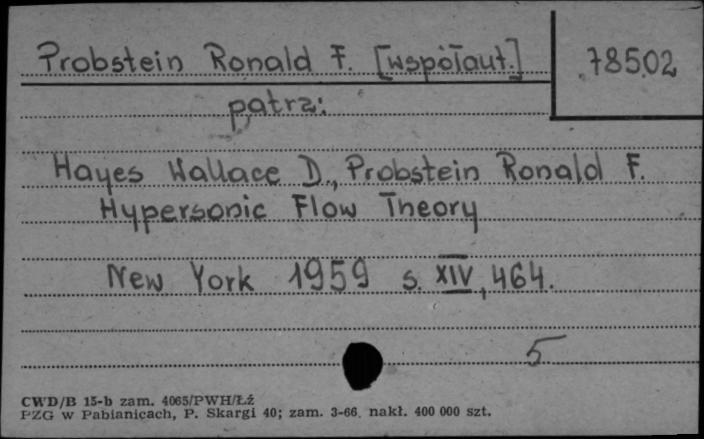 Probstein Ronald F. [współaut.]
78502
patrz:
Hayes Wallace D., Probstein Ronald F.
Hypersonic Flow Theory
New York 1959 s. XIV, 464.
5
CWD/B 15-b zam. 4065/PWH/Łź
PZG w Pabianicach, P. Skargi 40; zam. 3-66. nakł. 400 000 szt.